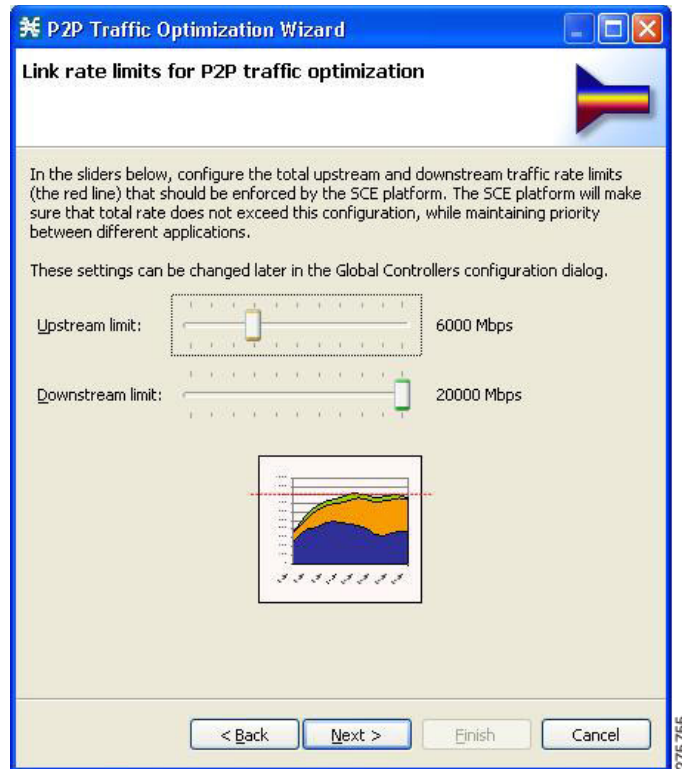 P2P Traffic Optimization Wizard
Link rate limits for P2P traffic optimization
In the sliders below, configure the total upstream and downstream traffic rate limits
(the red line) that should be enforced by the SCE platform. The SCE platform will make
sure that total rate does not exceed this configuration, while maintaining priority
between different applications.
These settings can be changed later in the Global Controllers configuration dialog.
Upstream limit: 6000 Mbps
Downstream limit: 20000 Mbps
< Back Next > Finish Cancel
275755